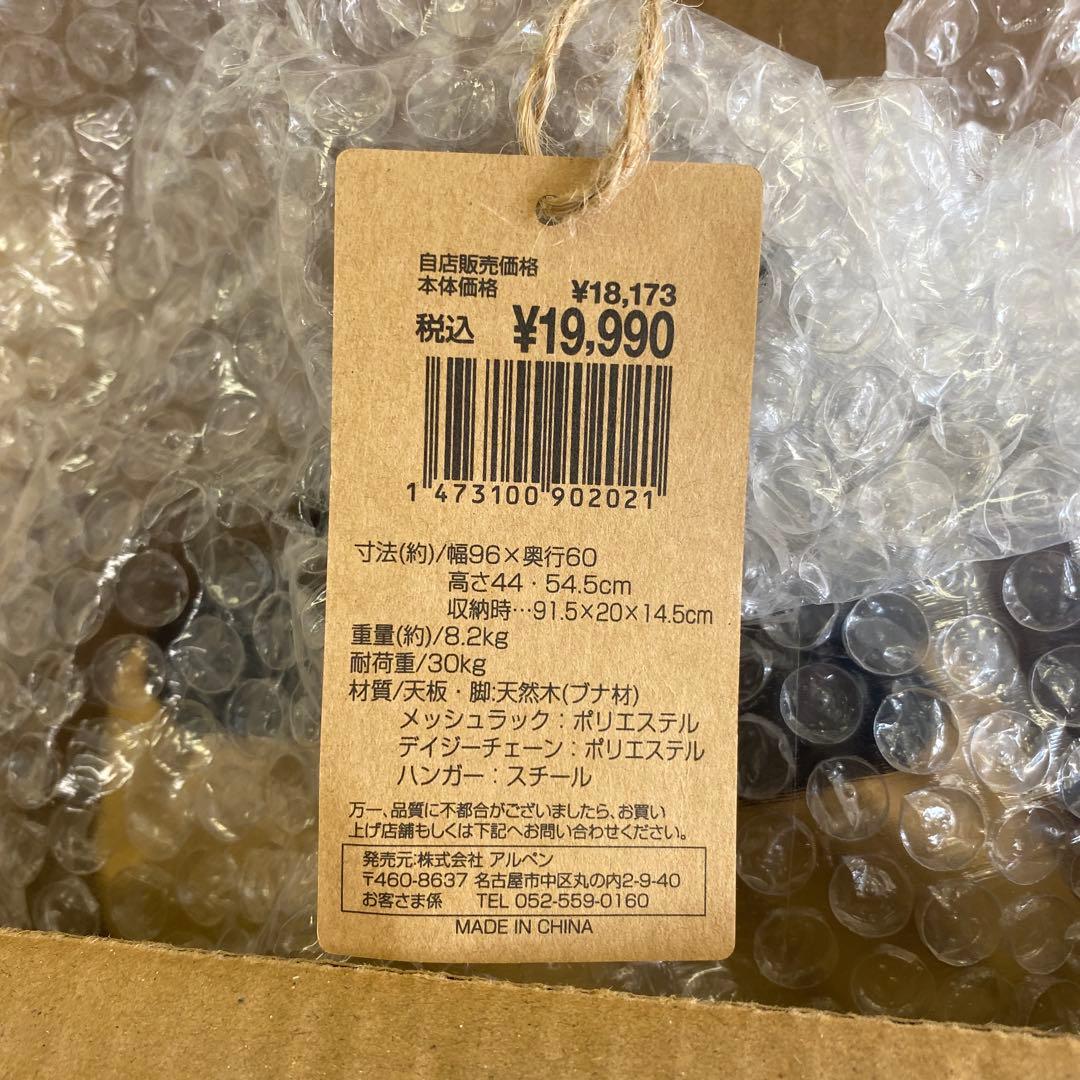 自店販売価格
本体価格 ¥18,173
税込 ¥19,990
1 473100 902021
寸法(約)/幅96×奥行60
高さ44・54.5cm
収納時…91.5×20×14.5cm
重量(約)/8.2kg
耐荷重/30kg
材質/天板・脚:天然木(ブナ材)
メッシュラック：ポリエステル
デイジーチェーン：ポリエステル
ハンガー：スチール
万一、品質に不都合がございましたら、お買い
上げ店舗もしくは下記へお問い合わせください。
発売元:株式会社 アルペン
〒460-8637 名古屋市中区丸の内2-9-40
お客さま係 TEL 052-559-0160
MADE IN CHINA